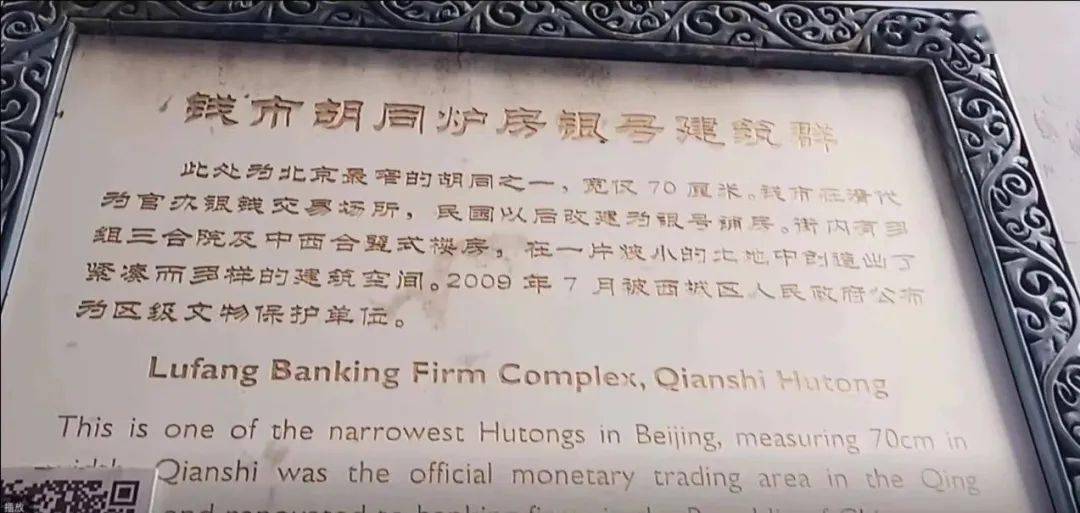 钱市胡同炉房银号建筑群
此处为北京最窄的胡同之一，宽仅 70 厘米。钱市在清代
为官办银钱交易场所，民国以后改建为银号铺房。街内有多
组三合院及中西合璧式楼房，在一片狭小的土地中创造出了
紧凑而多样的建筑空间。2009 年 7 月被西城区人民政府公布
为区级文物保护单位。
Lufang Banking Firm Complex, Qianshi Hutong
This is one of the narrowest Hutongs in Beijing, measuring 70cm in
Qianshi was the official monetary trading area in the Qing
播放